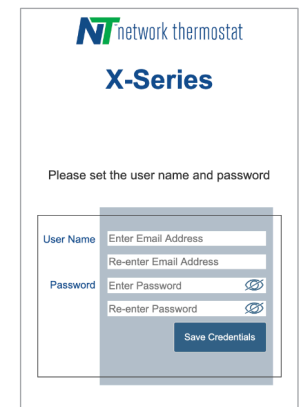 NT network thermostat
X-Series
Please set the user name and password
User Name Enter Email Address
Re-enter Email Address
Password Enter Password
Re-enter Password
Save Credentials